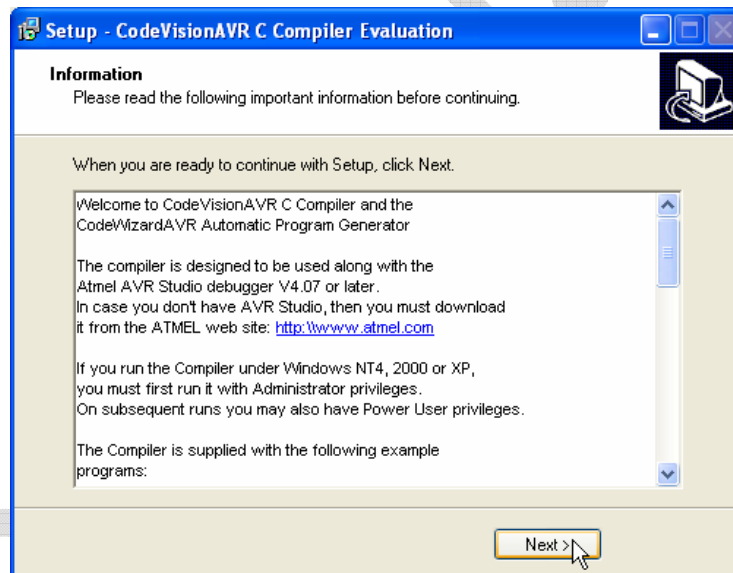 Setup - CodeVisionAVR C Compiler Evaluation
Information
Please read the following important information before continuing.
When you are ready to continue with Setup, click Next.
Welcome to CodeVisionAVR C Compiler and the
CodeWizardAVR Automatic Program Generator
The compiler is designed to be used along with the
Atmel AVR Studio debugger V4.07 or later.
In case you don't have AVR Studio, then you must download
it from the ATMEL web site: http:\\www.atmel.com
If you run the Compiler under Windows NT4, 2000 or XP,
you must first run it with Administrator privileges.
On subsequent runs you may also have Power User privileges.
The Compiler is supplied with the following example
programs:
Next >